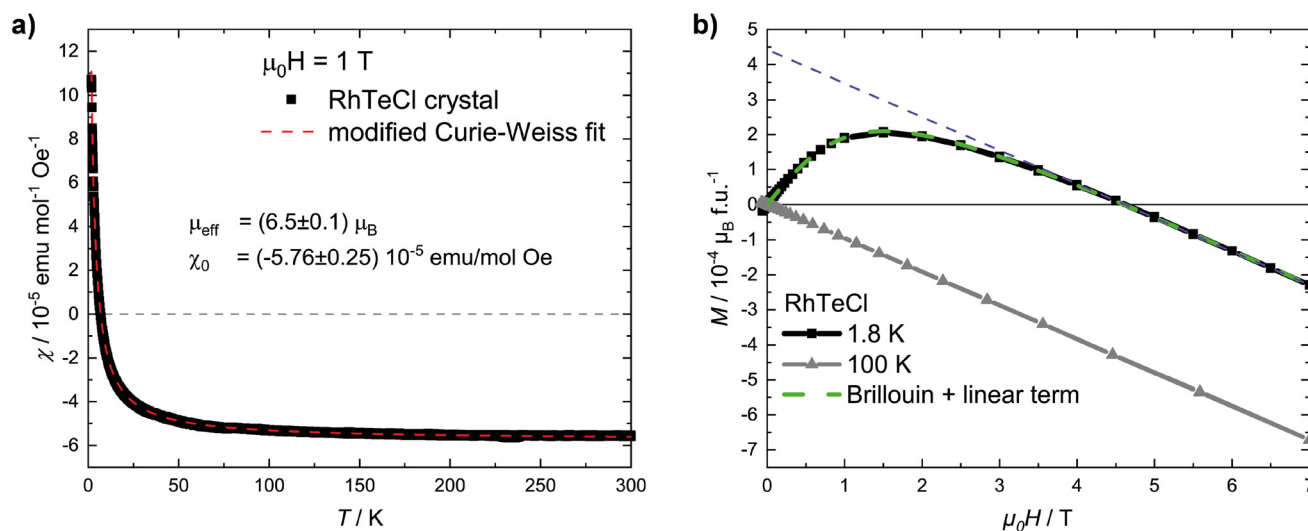 a)
μ₀H = 1 T
RhTeCl crystal
modified Curie-Weiss fit
μeff = (6.5±0.1) μB
χ₀ = (-5.76±0.25) 10⁻⁵ emu/mol Oe
χ / 10⁻⁵ emu mol⁻¹ Oe⁻¹
12
10
8
6
4
2
0
-2
-4
-6
0 50 100 150 200 250 300
T / K
b)
M / 10⁻⁴ μB f.u.⁻¹
5
4
3
2
1
0
-1
-2
-3
-4
-5
-6
-7
RhTeCl
1.8 K
100 K
Brillouin + linear term
0 1 2 3 4 5 6 7
μ₀H / T